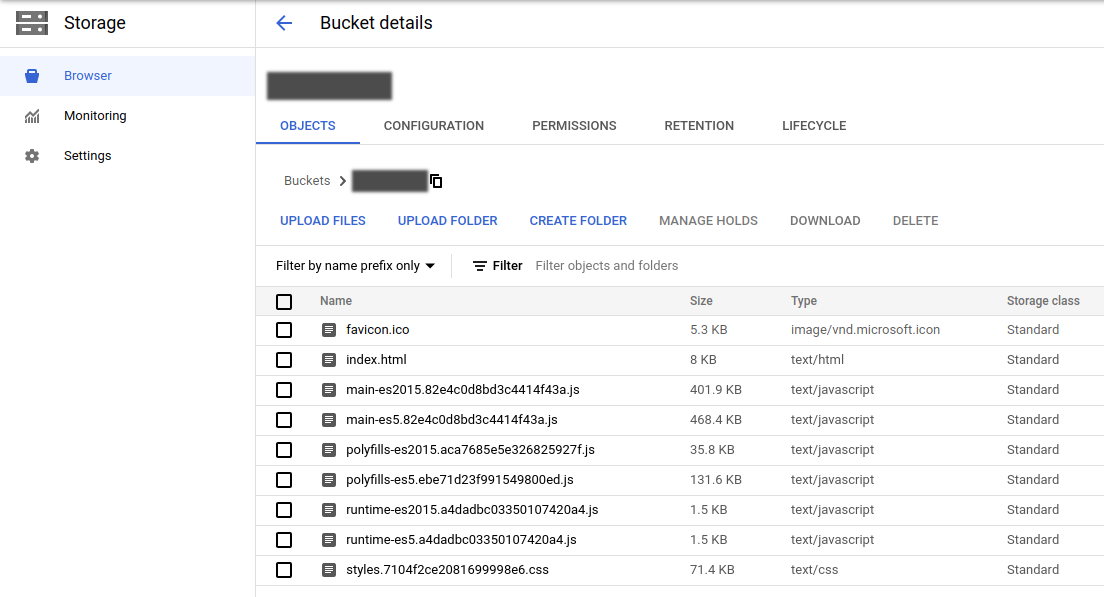 Storage
Bucket details
Browser
Monitoring
Settings
OBJECTS CONFIGURATION PERMISSIONS RETENTION LIFECYCLE
Buckets
UPLOAD FILES UPLOAD FOLDER CREATE FOLDER MANAGE HOLDS DOWNLOAD DELETE
Filter by name prefix only Filter Filter objects and folders
Name Size Type Storage class
favicon.ico 5.3 KB image/vnd.microsoft.icon Standard
index.html 8 KB text/html Standard
main-es2015.82e4c0d8bd3c4414f43a.js 401.9 KB text/javascript Standard
main-es5.82e4c0d8bd3c4414f43a.js 468.4 KB text/javascript Standard
polyfills-es2015.aca7685e5e326825927f.js 35.8 KB text/javascript Standard
polyfills-es5.ebe71d23f991549800ed.js 131.6 KB text/javascript Standard
runtime-es2015.a4dadbc03350107420a4.js 1.5 KB text/javascript Standard
runtime-es5.a4dadbc03350107420a4.js 1.5 KB text/javascript Standard
styles.7104f2ce2081699998e6.css 71.4 KB text/css Standard